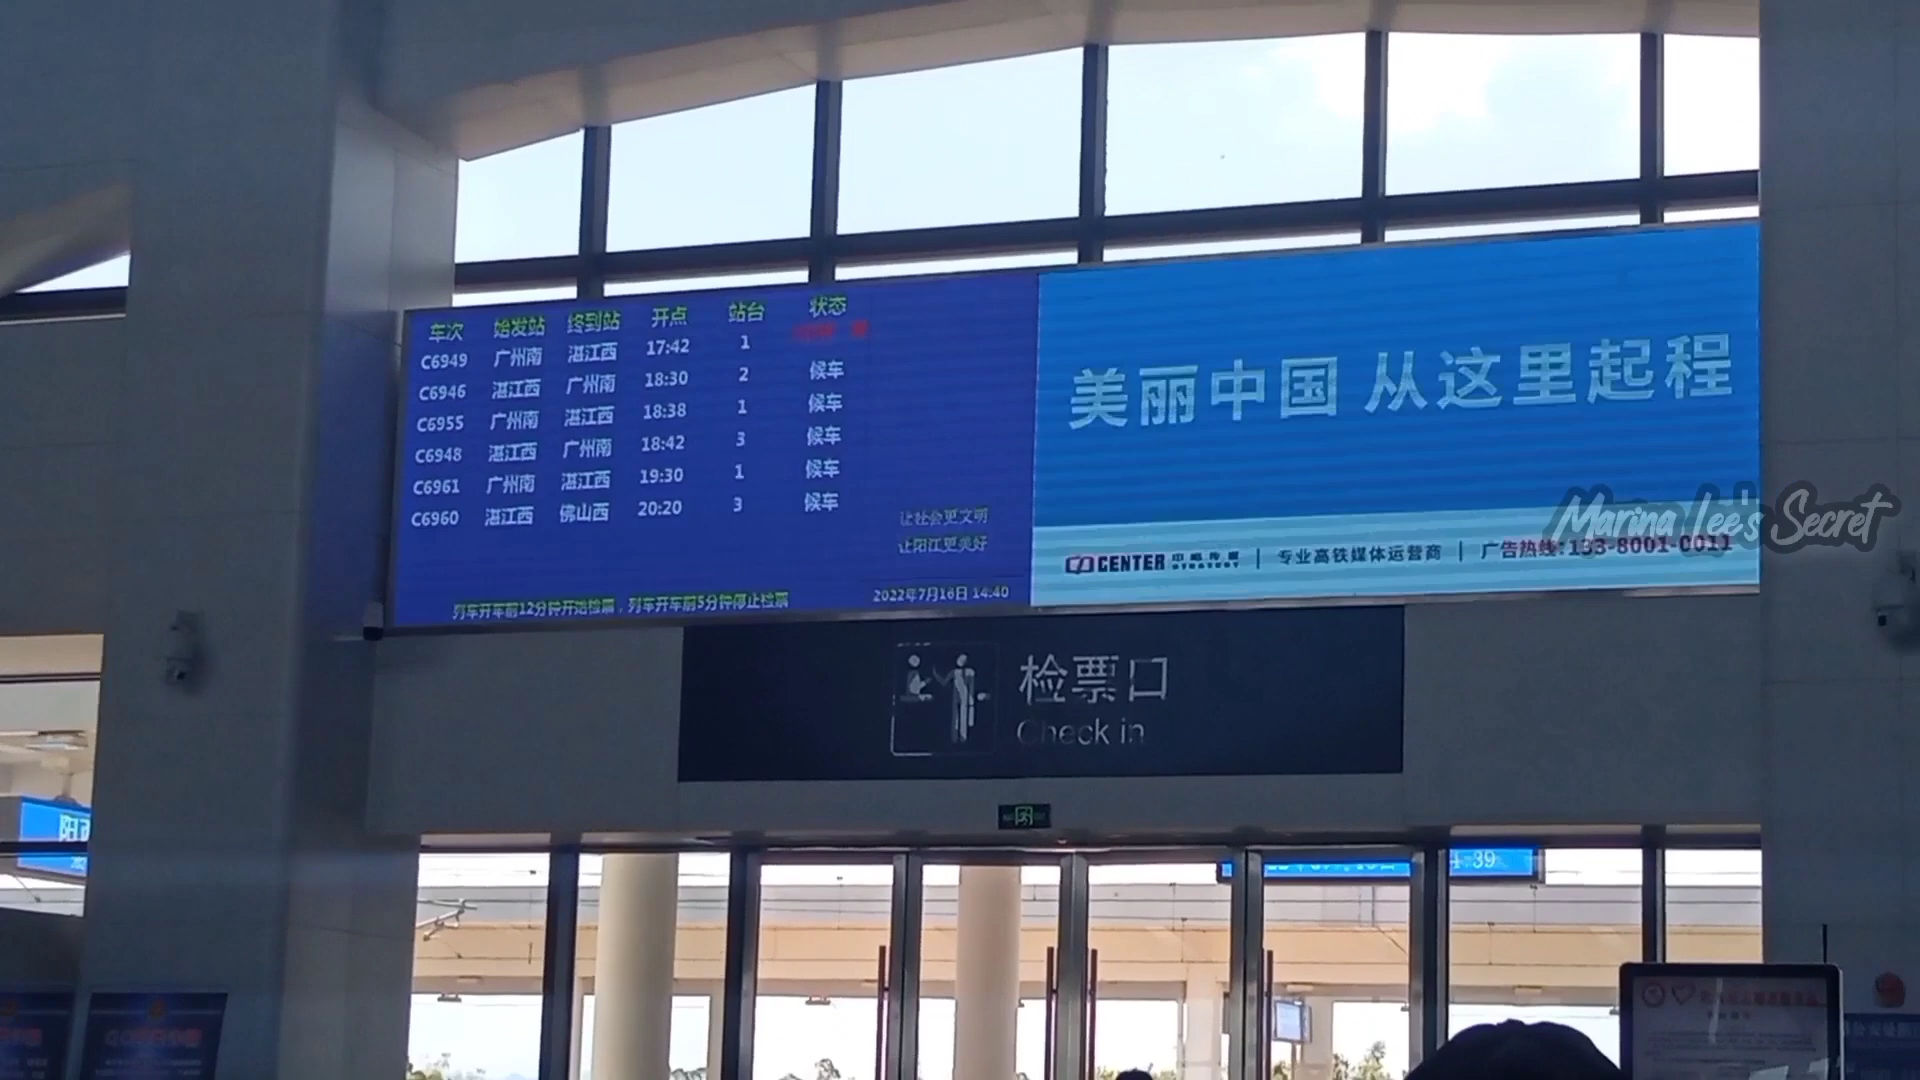 车次 始发站 终到站 开点 站台 状态
C6949 广州南 湛江西 17:42 1
C6946 湛江西 广州南 18:30 2 候车
C6955 广州南 湛江西 18:38 1 候车
C6948 湛江西 广州南 18:42 3 候车
C6961 广州南 湛江西 19:30 1 候车
C6960 湛江西 佛山西 20:20 3 候车
让社会更文明
让阳江更美好
列车开车前12分钟开始检票，列车开车前5分钟停止检票
2022年7月16日 14:40
美丽中国 从这里起程
CENTER 中视传媒 STRATEGY | 专业高铁媒体运营商 | 广告热线:133-8001-0011
Marina Lee's Secret
检票口
Check in
39